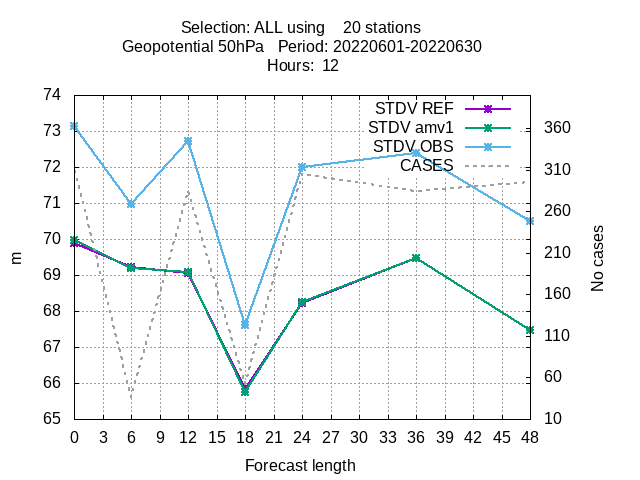 Selection: ALL using    20 stations
Geopotential 50hPa   Period: 20220601-20220630
Hours:  12
74
73
72
71
70
69
68
67
66
65
m
STDV REF
STDV amv1
STDV OBS
CASES
360
310
260
210
160
110
60
10
No cases
0 3 6 9 12 15 18 21 24 27 30 33 36 39 42 45 48
Forecast length